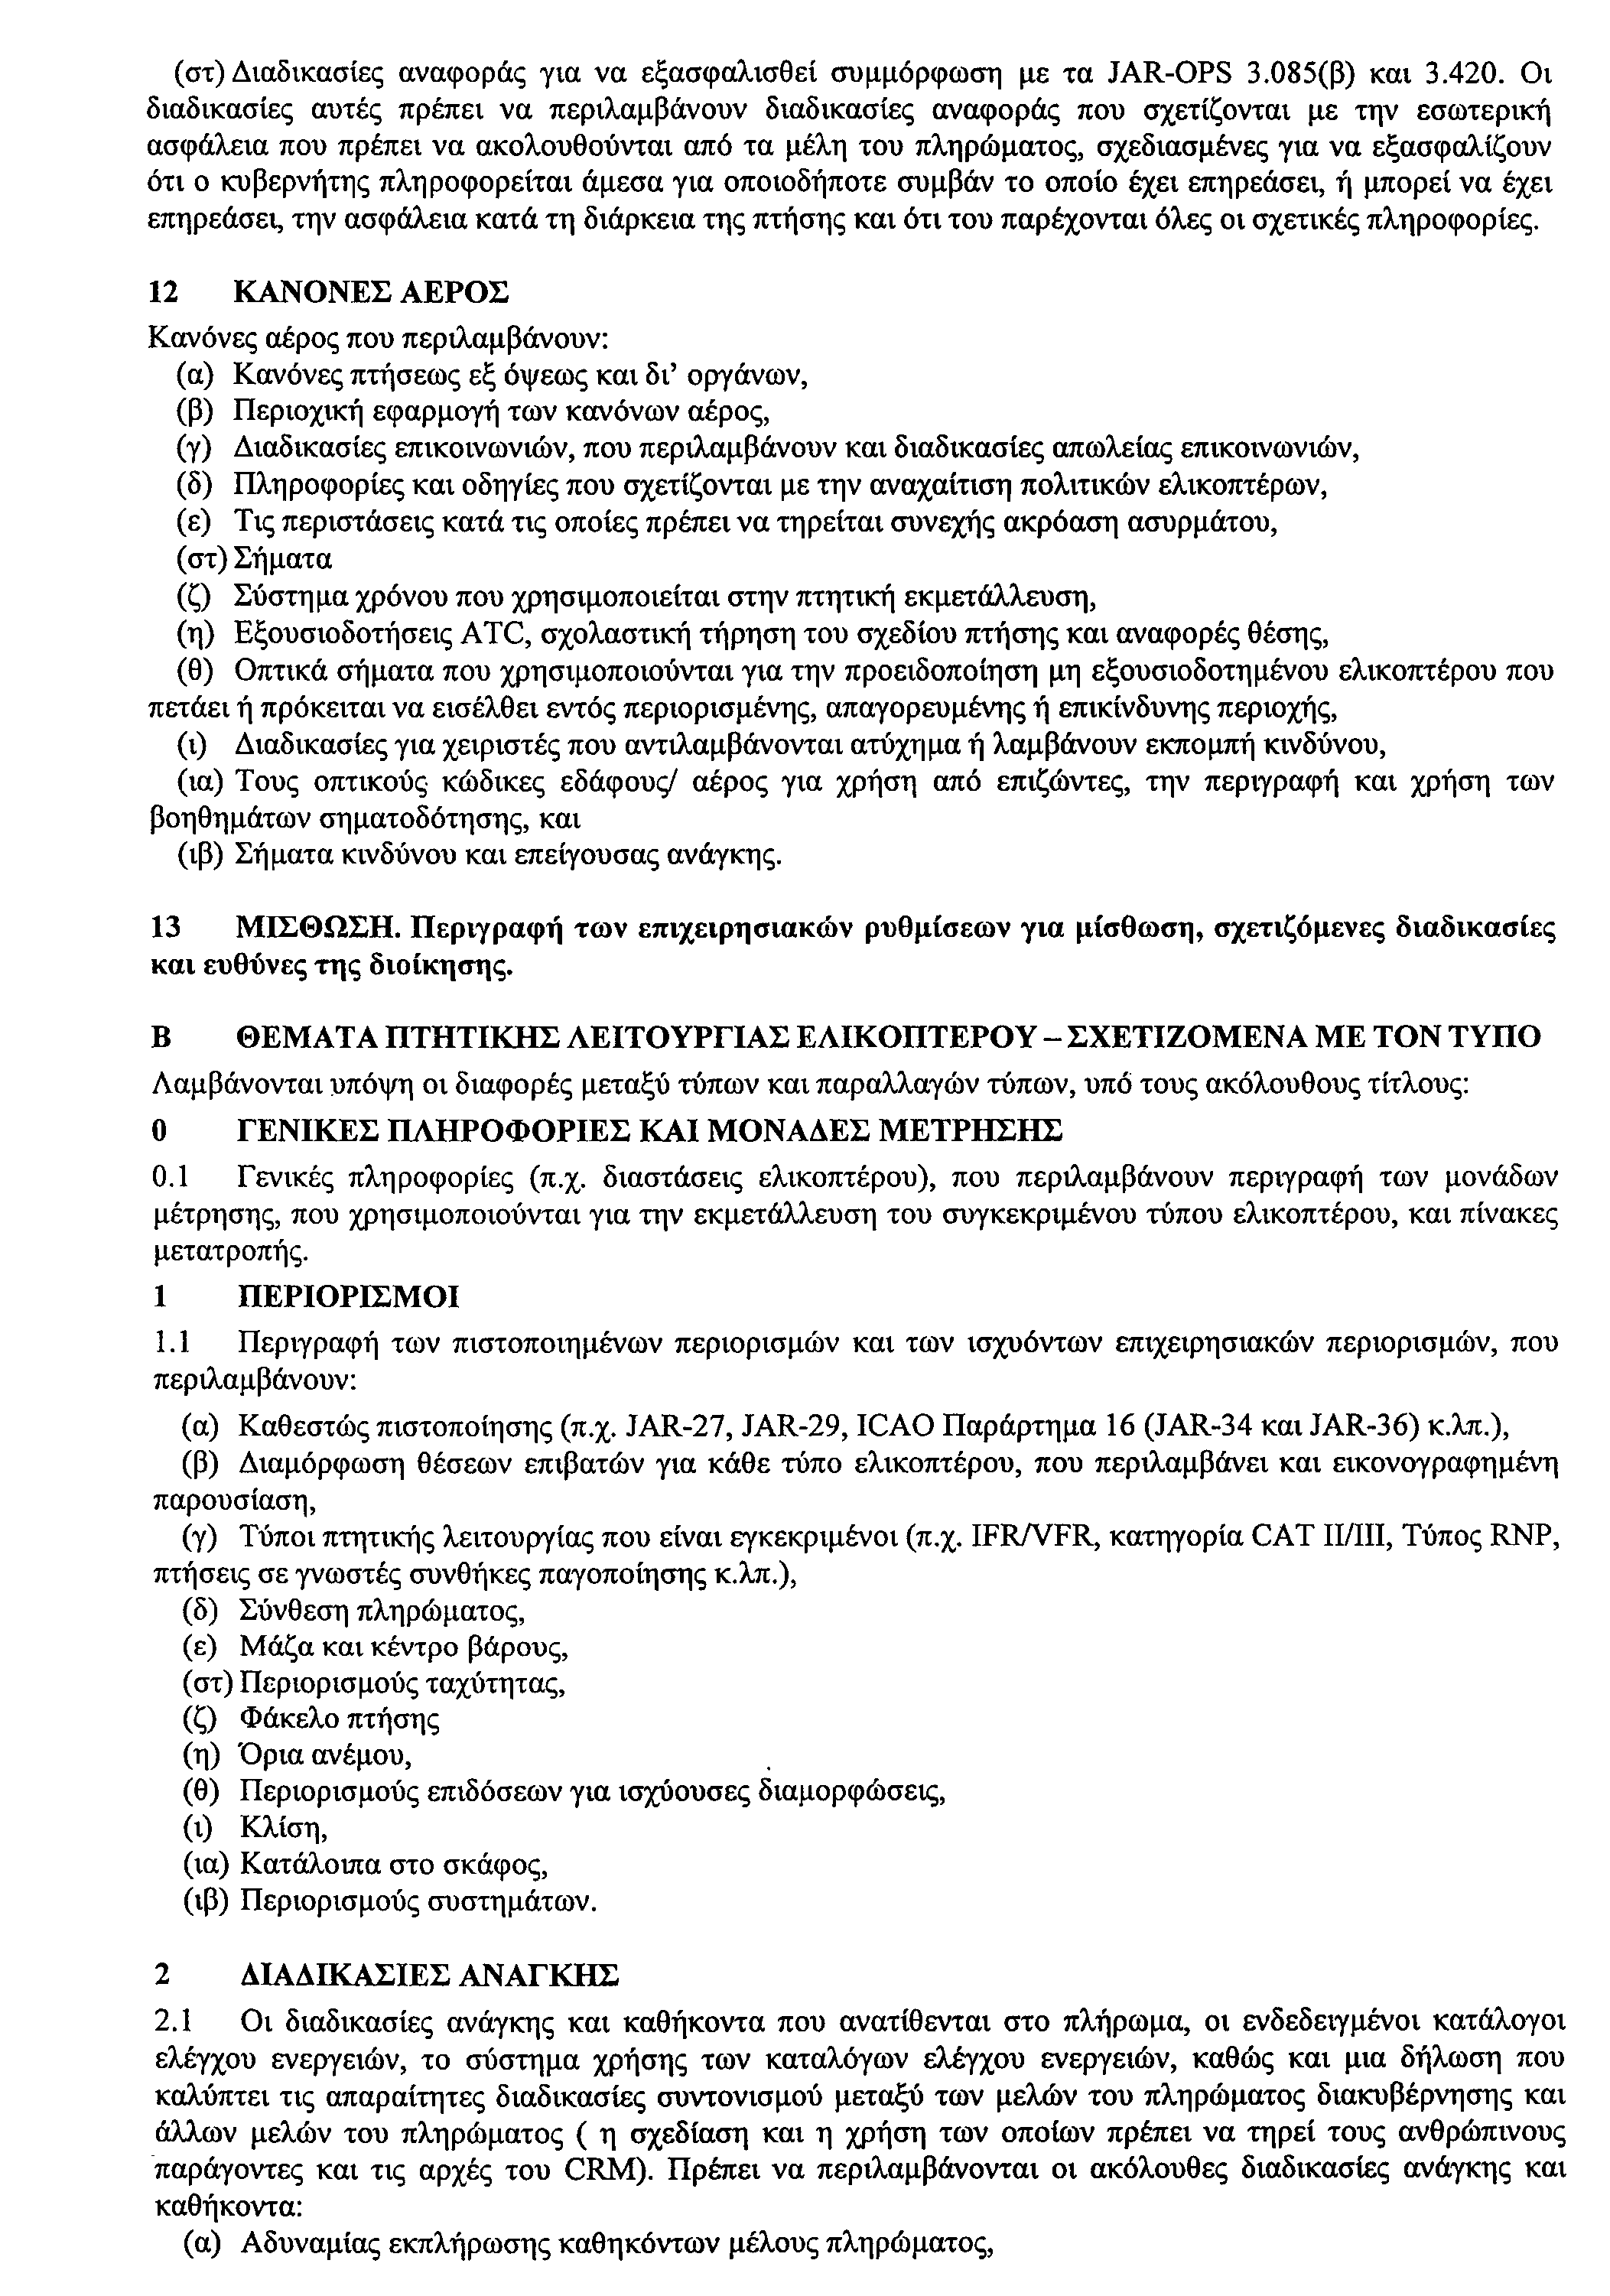 (στ) Διαδικασίες αναφοράς για να εξασφαλισθεί συμμόρφωση με τα JAR-OPS 3.085(β) και 3.420. Οι
διαδικασίες αυτές πρέπει να περιλαμβάνουν διαδικασίες αναφοράς που σχετίζονται με την εσωτερική
ασφάλεια που πρέπει να ακολουθούνται από τα μέλη του πληρώματος, σχεδιασμένες για να εξασφαλίζουν
ότι ο κυβερνήτης πληροφορείται άμεσα για οποιοδήποτε συμβάν το οποίο έχει επηρεάσει, ή μπορεί να έχει
επηρεάσει, την ασφάλεια κατά τη διάρκεια της πτήσης και ότι του παρέχονται όλες οι σχετικές πληροφορίες.
12 ΚΑΝΟΝΕΣ ΑΕΡΟΣ
Κανόνες αέρος που περιλαμβάνουν:
(α) Κανόνες πτήσεως εξ όψεως και δι’ οργάνων,
(β) Περιοχική εφαρμογή των κανόνων αέρος,
(γ) Διαδικασίες επικοινωνιών, που περιλαμβάνουν και διαδικασίες απωλείας επικοινωνιών,
(δ) Πληροφορίες και οδηγίες που σχετίζονται με την αναχαίτιση πολιτικών ελικοπτέρων,
(ε) Τις περιστάσεις κατά τις οποίες πρέπει να τηρείται συνεχής ακρόαση ασυρμάτου,
(στ) Σήματα
(ζ) Σύστημα χρόνου που χρησιμοποιείται στην πτητική εκμετάλλευση,
(η) Εξουσιοδοτήσεις ATC, σχολαστική τήρηση του σχεδίου πτήσης και αναφορές θέσης,
(θ) Οπτικά σήματα που χρησιμοποιούνται για την προειδοποίηση μη εξουσιοδοτημένου ελικοπτέρου που
πετάει ή πρόκειται να εισέλθει εντός περιορισμένης, απαγορευμένης ή επικίνδυνης περιοχής,
(ι) Διαδικασίες για χειριστές που αντιλαμβάνονται ατύχημα ή λαμβάνουν εκπομπή κινδύνου,
(ια) Τους οπτικούς κώδικες εδάφους/ αέρος για χρήση από επιζώντες, την περιγραφή και χρήση των
βοηθημάτων σηματοδότησης, και
(ιβ) Σήματα κινδύνου και επείγουσας ανάγκης.
13 ΜΙΣΘΩΣΗ. Περιγραφή των επιχειρησιακών ρυθμίσεων για μίσθωση, σχετιζόμενες διαδικασίες
και ευθύνες της διοίκησης.
Β ΘΕΜΑΤΑ ΠΤΗΤΙΚΗΣ ΛΕΙΤΟΥΡΓΙΑΣ ΕΛΙΚΟΠΤΕΡΟΥ – ΣΧΕΤΙΖΟΜΕΝΑ ΜΕ ΤΟΝ ΤΥΠΟ
Λαμβάνονται υπόψη οι διαφορές μεταξύ τύπων και παραλλαγών τύπων, υπό τους ακόλουθους τίτλους:
0 ΓΕΝΙΚΕΣ ΠΛΗΡΟΦΟΡΙΕΣ ΚΑΙ ΜΟΝΑΔΕΣ ΜΕΤΡΗΣΗΣ
0.1 Γενικές πληροφορίες (π.χ. διαστάσεις ελικοπτέρου), που περιλαμβάνουν περιγραφή των μονάδων
μέτρησης, που χρησιμοποιούνται για την εκμετάλλευση του συγκεκριμένου τύπου ελικοπτέρου, και πίνακες
μετατροπής.
1 ΠΕΡΙΟΡΙΣΜΟΙ
1.1 Περιγραφή των πιστοποιημένων περιορισμών και των ισχυόντων επιχειρησιακών περιορισμών, που
περιλαμβάνουν:
(α) Καθεστώς πιστοποίησης (π.χ. JAR-27, JAR-29, ICAO Παράρτημα 16 (JAR-34 και JAR-36) κ.λπ.),
(β) Διαμόρφωση θέσεων επιβατών για κάθε τύπο ελικοπτέρου, που περιλαμβάνει και εικονογραφημένη
παρουσίαση,
(γ) Τύποι πτητικής λειτουργίας που είναι εγκεκριμένοι (π.χ. IFR/VFR, κατηγορία CAT II/III, Τύπος RNP,
πτήσεις σε γνωστές συνθήκες παγοποίησης κ.λπ.),
(δ) Σύνθεση πληρώματος,
(ε) Μάζα και κέντρο βάρους,
(στ) Περιορισμούς ταχύτητας,
(ζ) Φάκελο πτήσης
(η) Όρια ανέμου,
(θ) Περιορισμούς επιδόσεων για ισχύουσες διαμορφώσεις,
(ι) Κλίση,
(ια) Κατάλοιπα στο σκάφος,
(ιβ) Περιορισμούς συστημάτων.
2 ΔΙΑΔΙΚΑΣΙΕΣ ΑΝΑΓΚΗΣ
2.1 Οι διαδικασίες ανάγκης και καθήκοντα που ανατίθενται στο πλήρωμα, οι ενδεδειγμένοι κατάλογοι
ελέγχου ενεργειών, το σύστημα χρήσης των καταλόγων ελέγχου ενεργειών, καθώς και μια δήλωση που
καλύπτει τις απαραίτητες διαδικασίες συντονισμού μεταξύ των μελών του πληρώματος διακυβέρνησης και
άλλων μελών του πληρώματος ( η σχεδίαση και η χρήση των οποίων πρέπει να τηρεί τους ανθρώπινους
παράγοντες και τις αρχές του CRM). Πρέπει να περιλαμβάνονται οι ακόλουθες διαδικασίες ανάγκης και
καθήκοντα:
(α) Αδυναμίας εκπλήρωσης καθηκόντων μέλους πληρώματος,